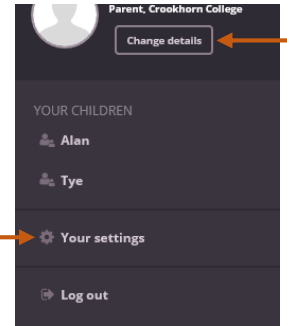 Parent, Crookhorn College
Change details
YOUR CHILDREN
Alan
Tye
Your settings
Log out